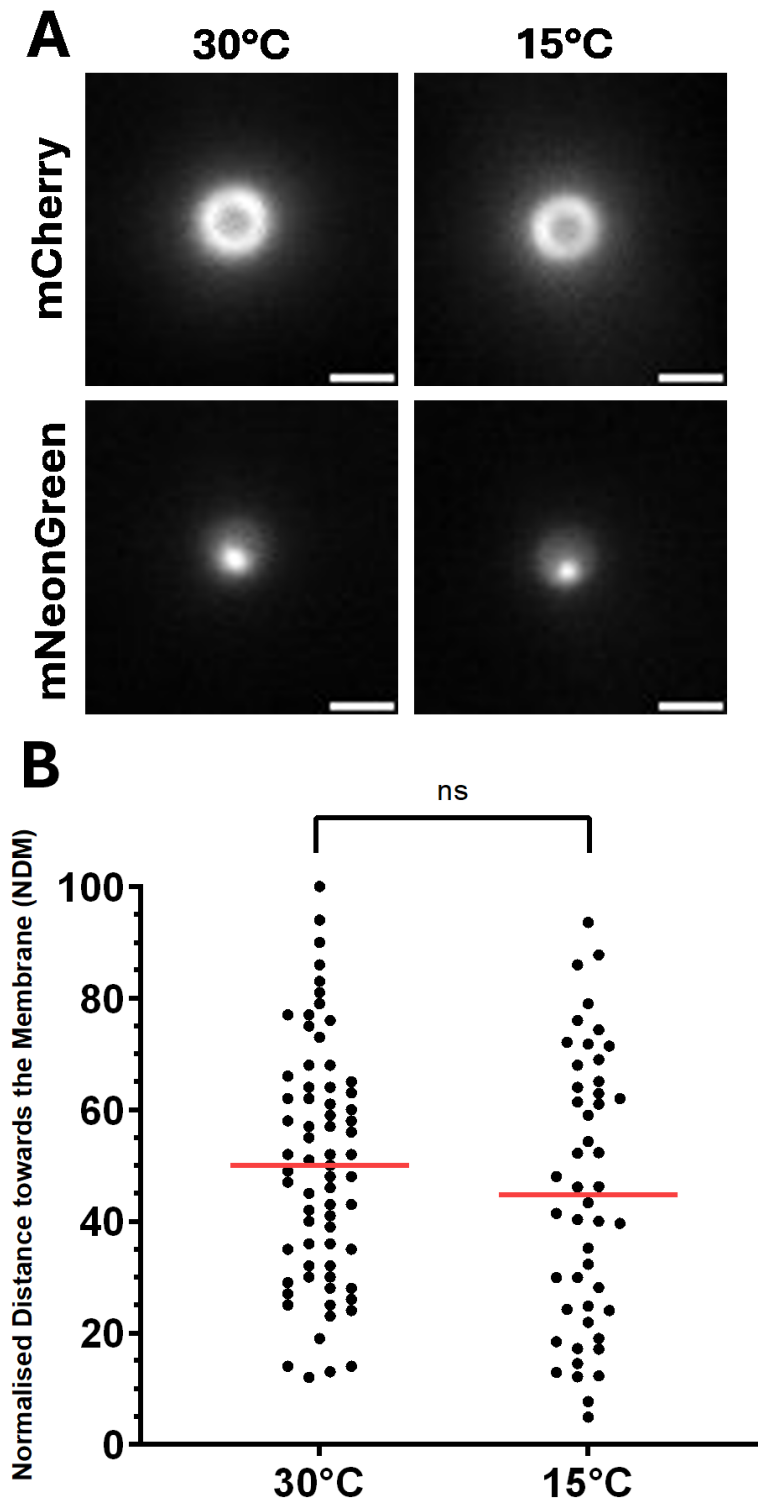 A
30°C
15°C
mCherry
mNeonGreen
B
ns
Normalised Distance towards the Membrane (NDM)
100
80
60
40
20
0
30°C
15°C